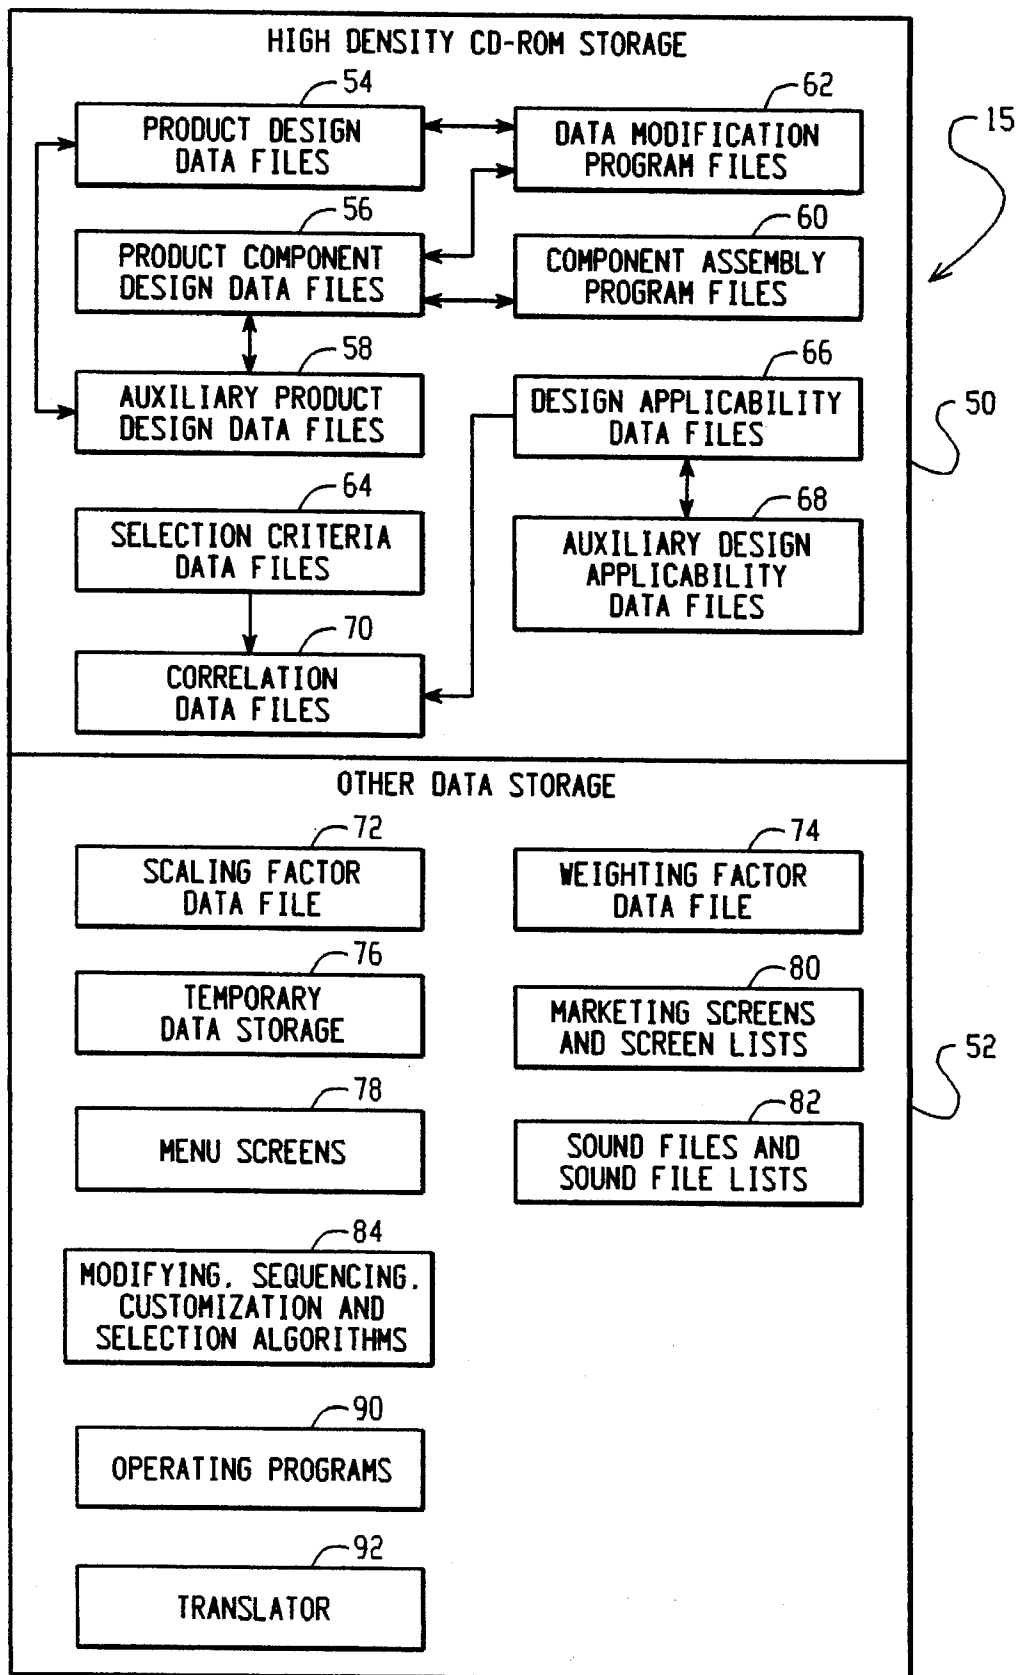 HIGH DENSITY CD-ROM STORAGE
54
PRODUCT DESIGN
DATA FILES
62
DATA MODIFICATION
PROGRAM FILES
15
56
PRODUCT COMPONENT
DESIGN DATA FILES
60
COMPONENT ASSEMBLY
PROGRAM FILES
58
AUXILIARY PRODUCT
DESIGN DATA FILES
66
DESIGN APPLICABILITY
DATA FILES
50
64
SELECTION CRITERIA
DATA FILES
68
AUXILIARY DESIGN
APPLICABILITY
DATA FILES
70
CORRELATION
DATA FILES
OTHER DATA STORAGE
72
SCALING FACTOR
DATA FILE
74
WEIGHTING FACTOR
DATA FILE
76
TEMPORARY
DATA STORAGE
80
MARKETING SCREENS
AND SCREEN LISTS
52
78
MENU SCREENS
82
SOUND FILES AND
SOUND FILE LISTS
84
MODIFYING, SEQUENCING,
CUSTOMIZATION AND
SELECTION ALGORITHMS
90
OPERATING PROGRAMS
92
TRANSLATOR